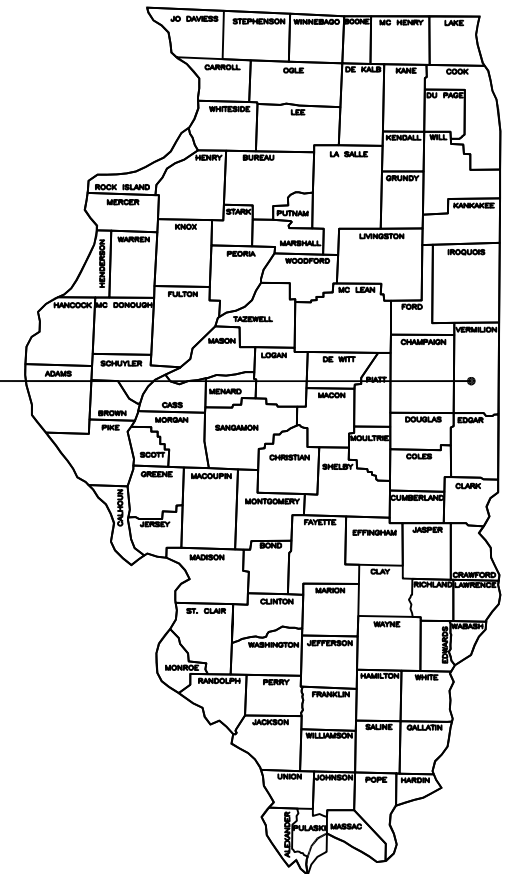 JO DAVIESS
STEPHENSON
WINNEBAGO
BOONE
MC HENRY
LAKE
CARROLL
OGLE
DE KALB
KANE
COOK
DU PAGE
WHITESIDE
LEE
KENDALL
WILL
HENRY
BUREAU
LA SALLE
GRUNDY
ROCK ISLAND
MERCER
STARK
PUTNAM
KANKAKEE
KNOX
HENDERSON
WARREN
MARSHALL
LIVINGSTON
PEORIA
WOODFORD
IROQUOIS
FULTON
MC LEAN
HANCOCK
MC DONOUGH
FORD
TAZEWELL
VERMILION
MASON
CHAMPAIGN
LOGAN
DE WITT
SCHUYLER
ADAMS
PIATT
MENARD
MACON
CASS
BROWN
MORGAN
DOUGLAS
EDGAR
PIKE
SANGAMON
MOULTRIE
SCOTT
CHRISTIAN
COLES
SHELBY
GREENE
MACOUPIN
CLARK
CALHOUN
MONTGOMERY
CUMBERLAND
JERSEY
FAYETTE
EFFINGHAM
JASPER
BOND
MADISON
CLAY
CRAWFORD
RICHLAND
LAWRENCE
MARION
CLINTON
ST. CLAIR
WAYNE
EDWARDS
WABASH
WASHINGTON
JEFFERSON
MONROE
RANDOLPH
PERRY
HAMILTON
WHITE
FRANKLIN
JACKSON
SALINE
GALLATIN
WILLIAMSON
UNION
JOHNSON
POPE
HARDIN
ALEXANDER
PULASKI
MASSAC